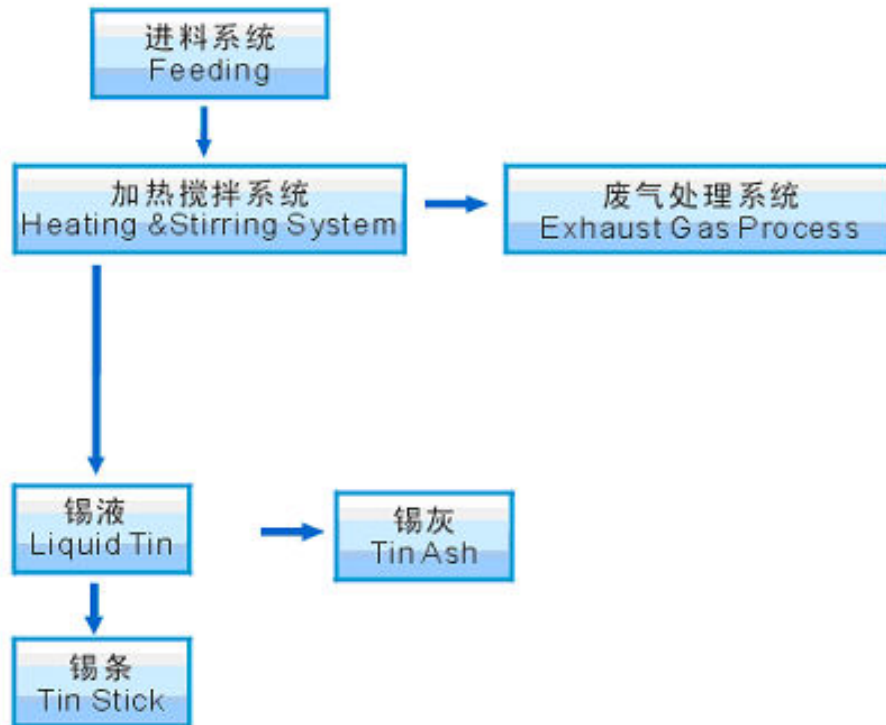 进料系统
Feeding
加热搅拌系统
Heating &Stirring System
废气处理系统
Exhaust Gas Process
锡液
Liquid Tin
锡灰
Tin Ash
锡条
Tin Stick